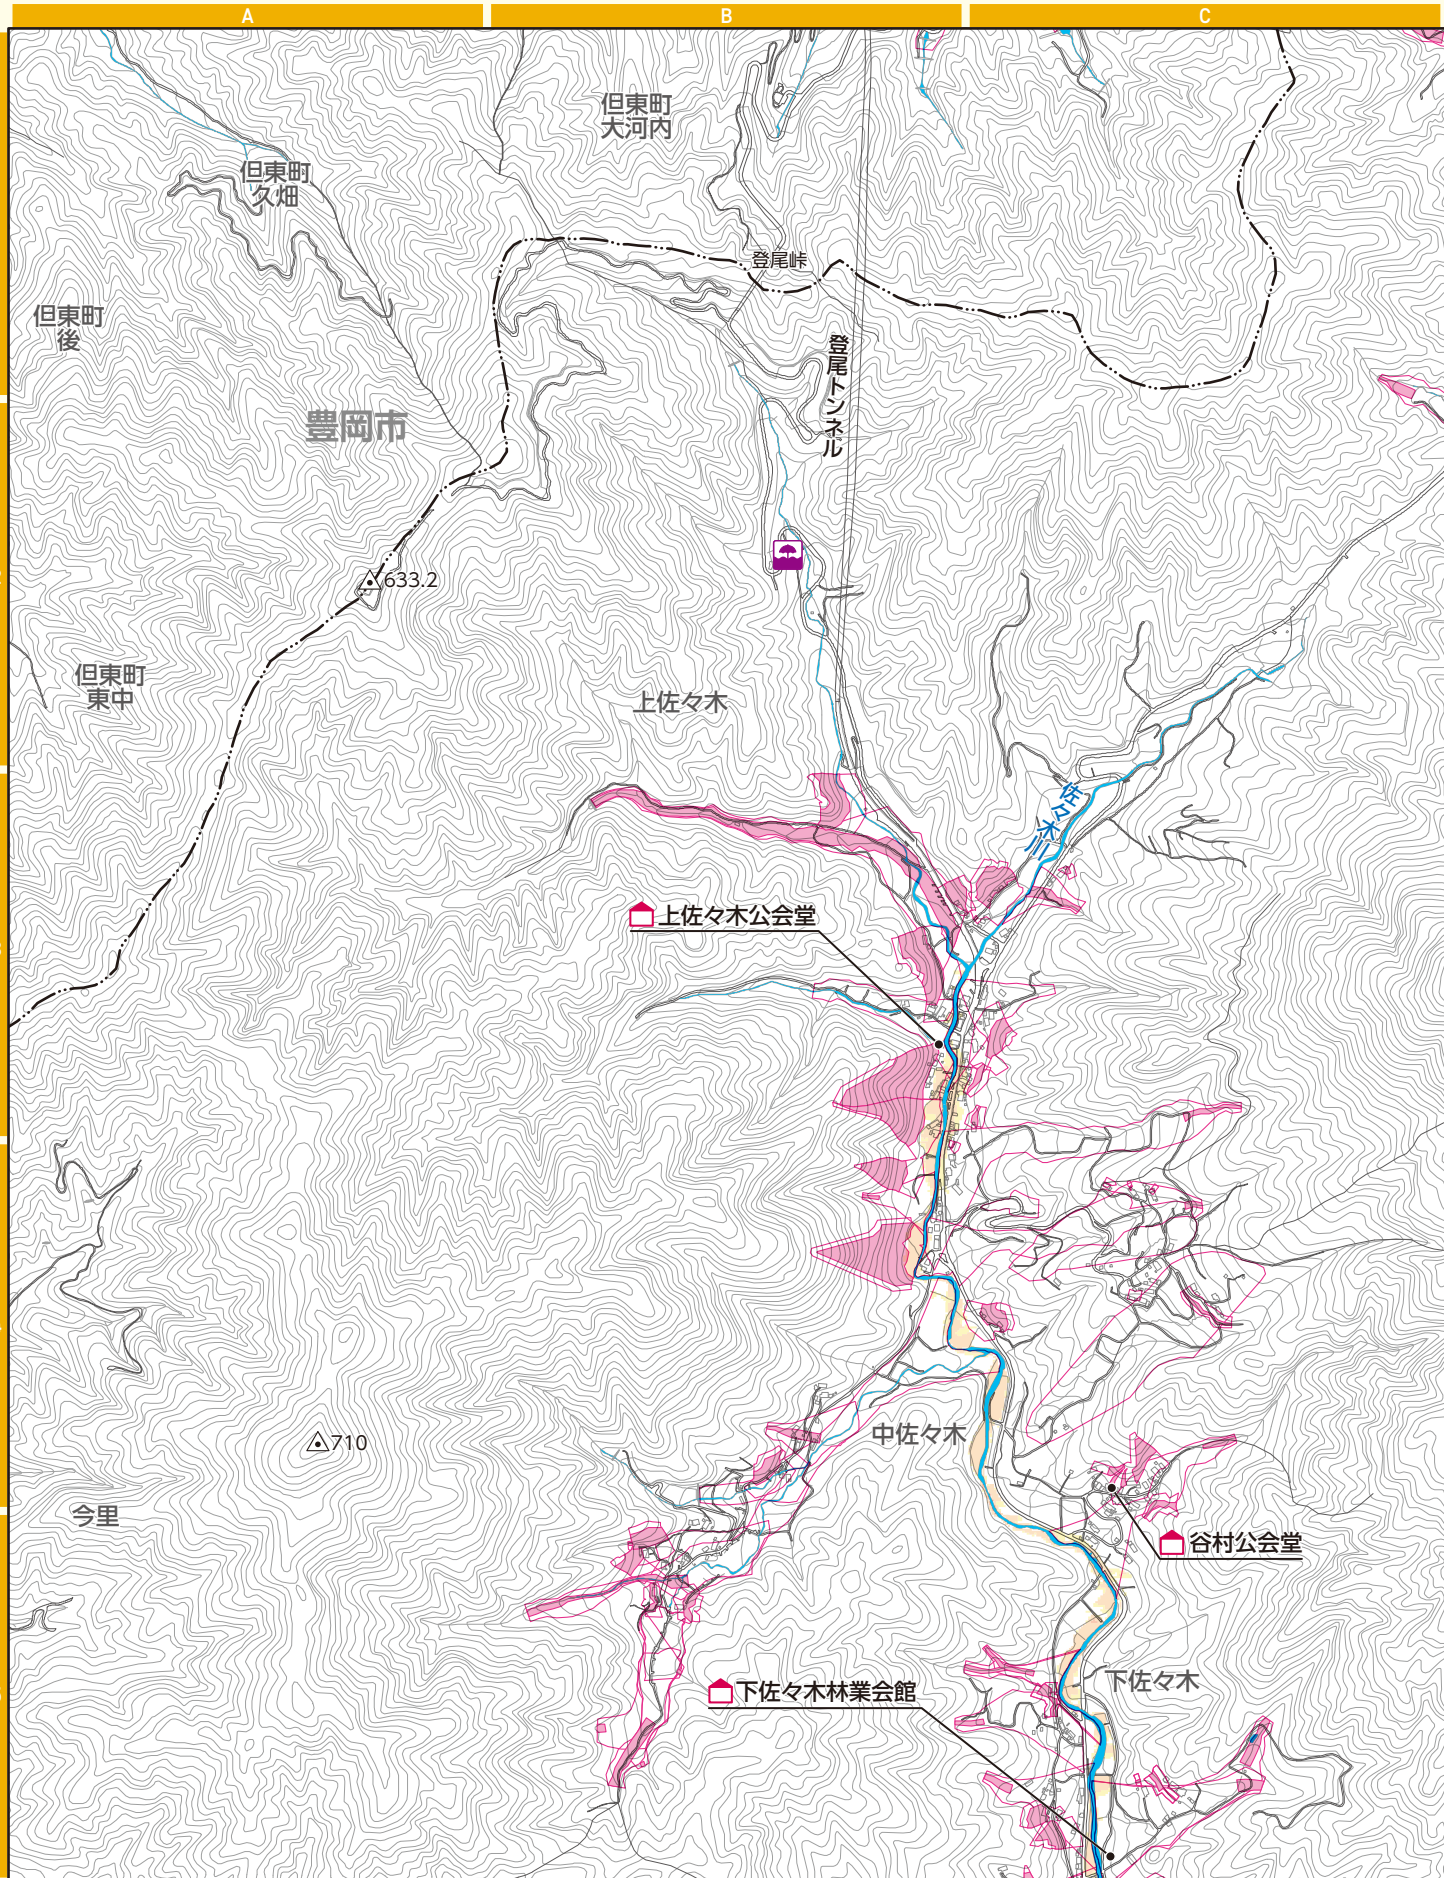 A
B
C
但東町
大河内
但東町
久畑
登尾峠
但東町
後
登尾トンネル
豊岡市
633.2
但東町
東中
上佐々木
佐々木川
上佐々木公会堂
中佐々木
710
今里
谷村公会堂
下佐々木
下佐々木林業会館